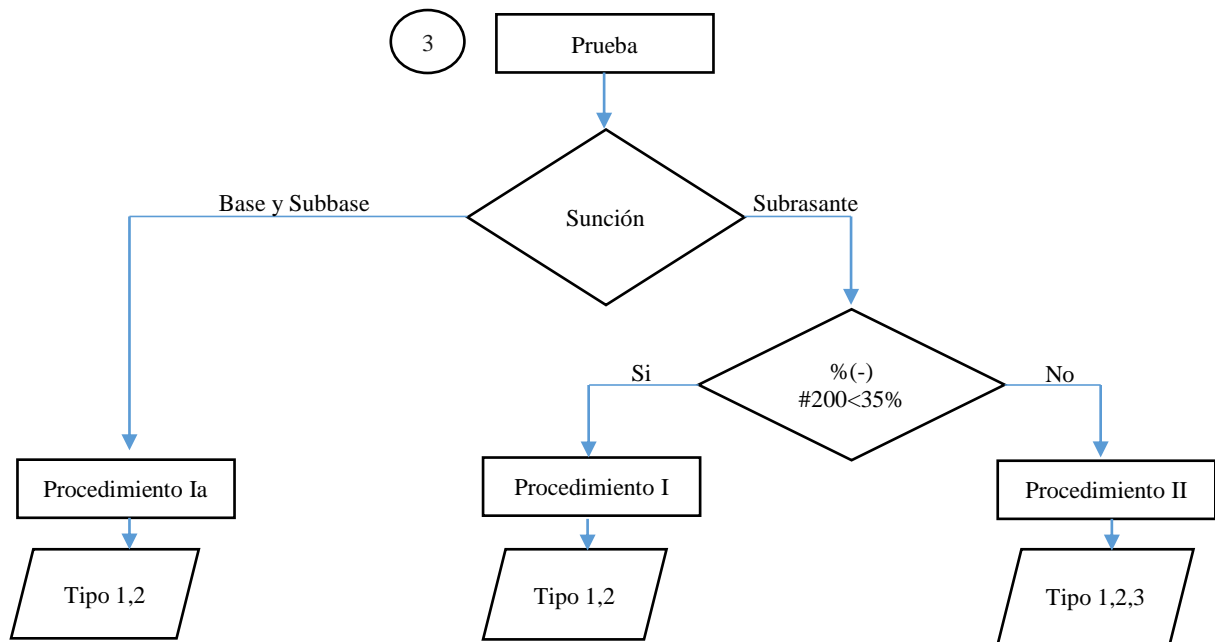 3
Prueba
Base y Subbase
Sunción
Subrasante
Si
%(-)
#200<35%
No
Procedimiento Ia
Procedimiento I
Procedimiento II
Tipo 1,2
Tipo 1,2
Tipo 1,2,3